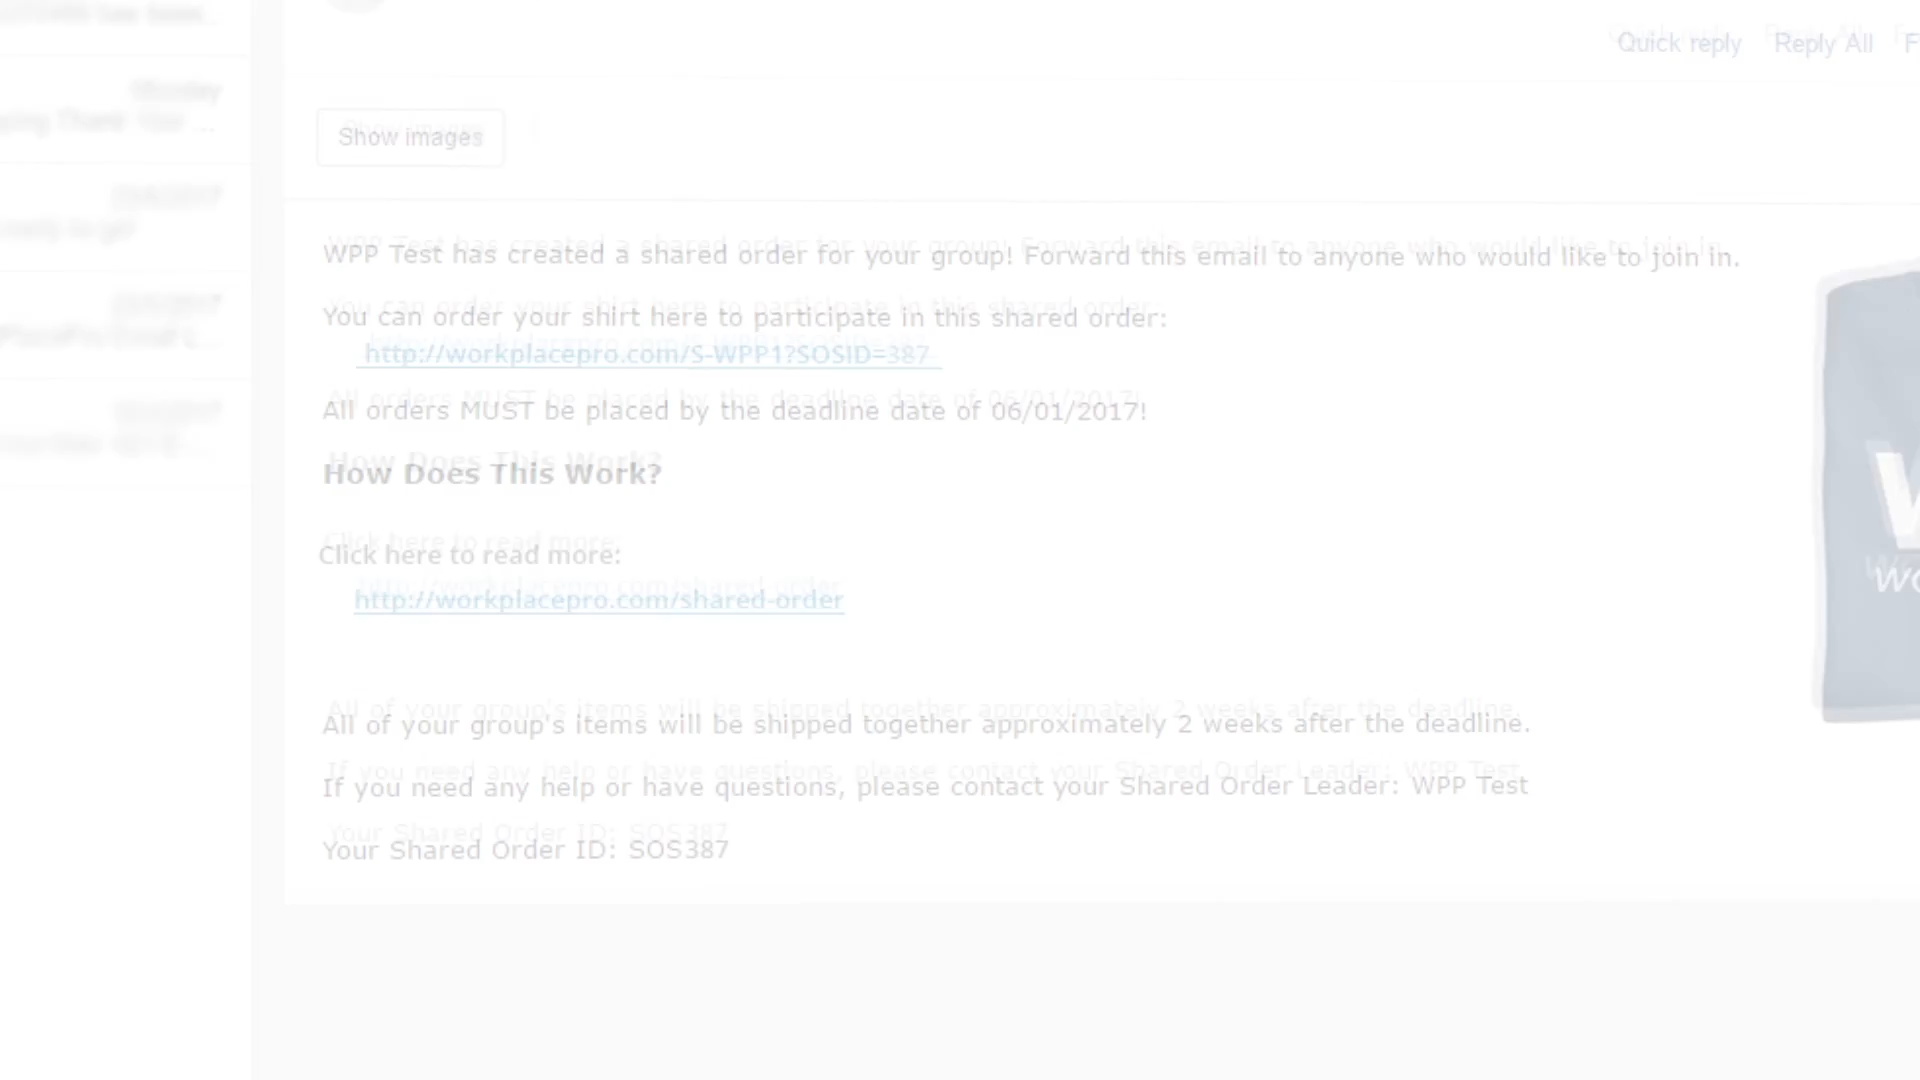 Quick reply Reply All
Show images
WPP Test has created a shared order for your group! Forward this email to anyone who would like to join in.
You can order your shirt here to participate in this shared order:
http://workplacepro.com/S-WPP1?SOSID=387
All orders MUST be placed by the deadline date of 06/01/2017!
How Does This Work?
Click here to read more:
http://workplacepro.com/shared-order
All of your group's items will be shipped together approximately 2 weeks after the deadline.
If you need any help or have questions, please contact your Shared Order Leader: WPP Test
Your Shared Order ID: SOS387